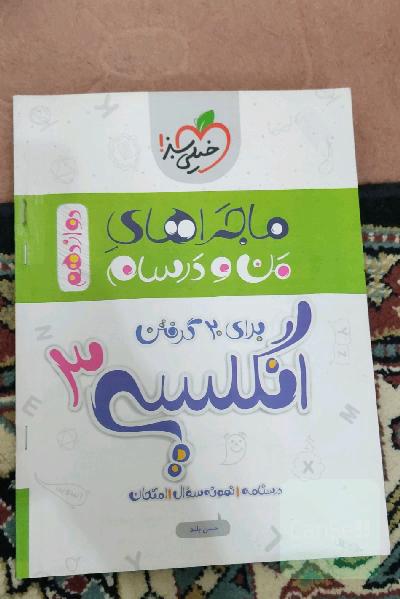 خیلی سبز!
ماجراهای
من و درسام
دوازدهم
برای ۲۰ گرفتن
انگلیسی ۳
درسنامه | نمونه سؤال | امتحان